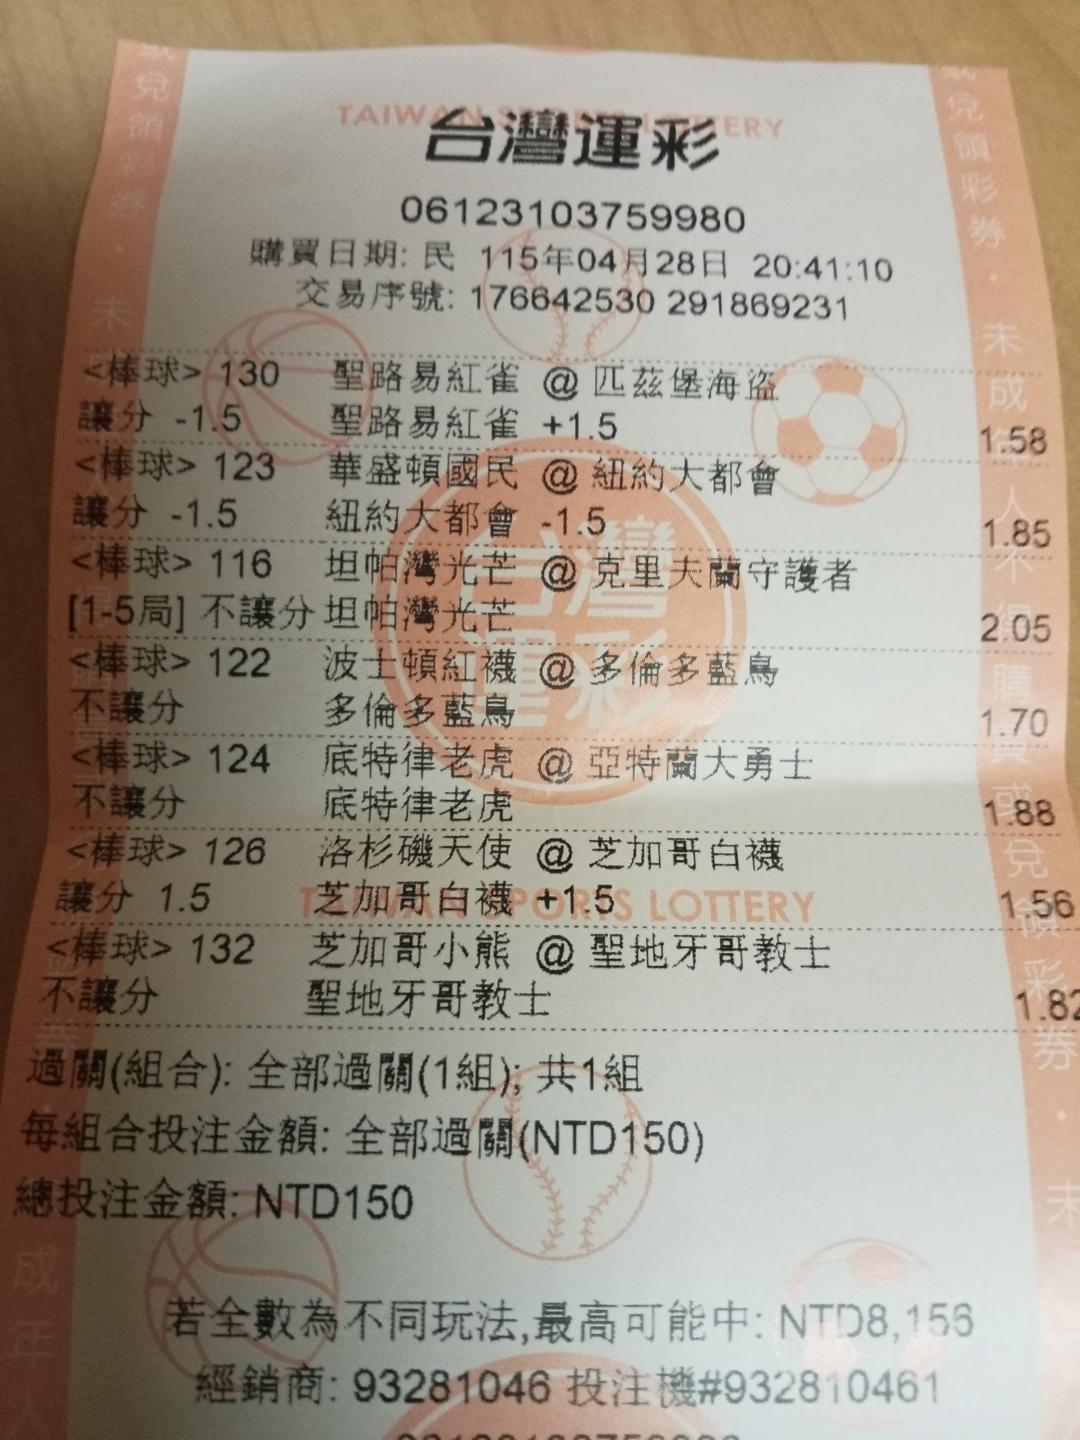 TAIWAN SPORTS LOTTERY
台灣運彩
06123103759980
購買日期: 民 115年04月28日 20:41:10
交易序號: 176642530 291869231
<棒球> 130 聖路易紅雀 @ 匹茲堡海盜
讓分 -1.5 聖路易紅雀 +1.5 1.58
<棒球> 123 華盛頓國民 @ 紐約大都會
讓分 -1.5 紐約大都會 -1.5 1.85
<棒球> 116 坦帕灣光芒 @ 克里夫蘭守護者
[1-5局] 不讓分 坦帕灣光芒 2.05
<棒球> 122 波士頓紅襪 @ 多倫多藍鳥
不讓分 多倫多藍鳥 1.70
<棒球> 124 底特律老虎 @ 亞特蘭大勇士
不讓分 底特律老虎 1.88
<棒球> 126 洛杉磯天使 @ 芝加哥白襪
讓分 1.5 芝加哥白襪 +1.5 1.56
TAIWAN SPORTS LOTTERY
<棒球> 132 芝加哥小熊 @ 聖地牙哥教士
不讓分 聖地牙哥教士 1.82
過關(組合): 全部過關(1組); 共1組
每組合投注金額: 全部過關(NTD150)
總投注金額: NTD150
若全數為不同玩法,最高可能中: NTD8,156
經銷商: 93281046 投注機#932810461